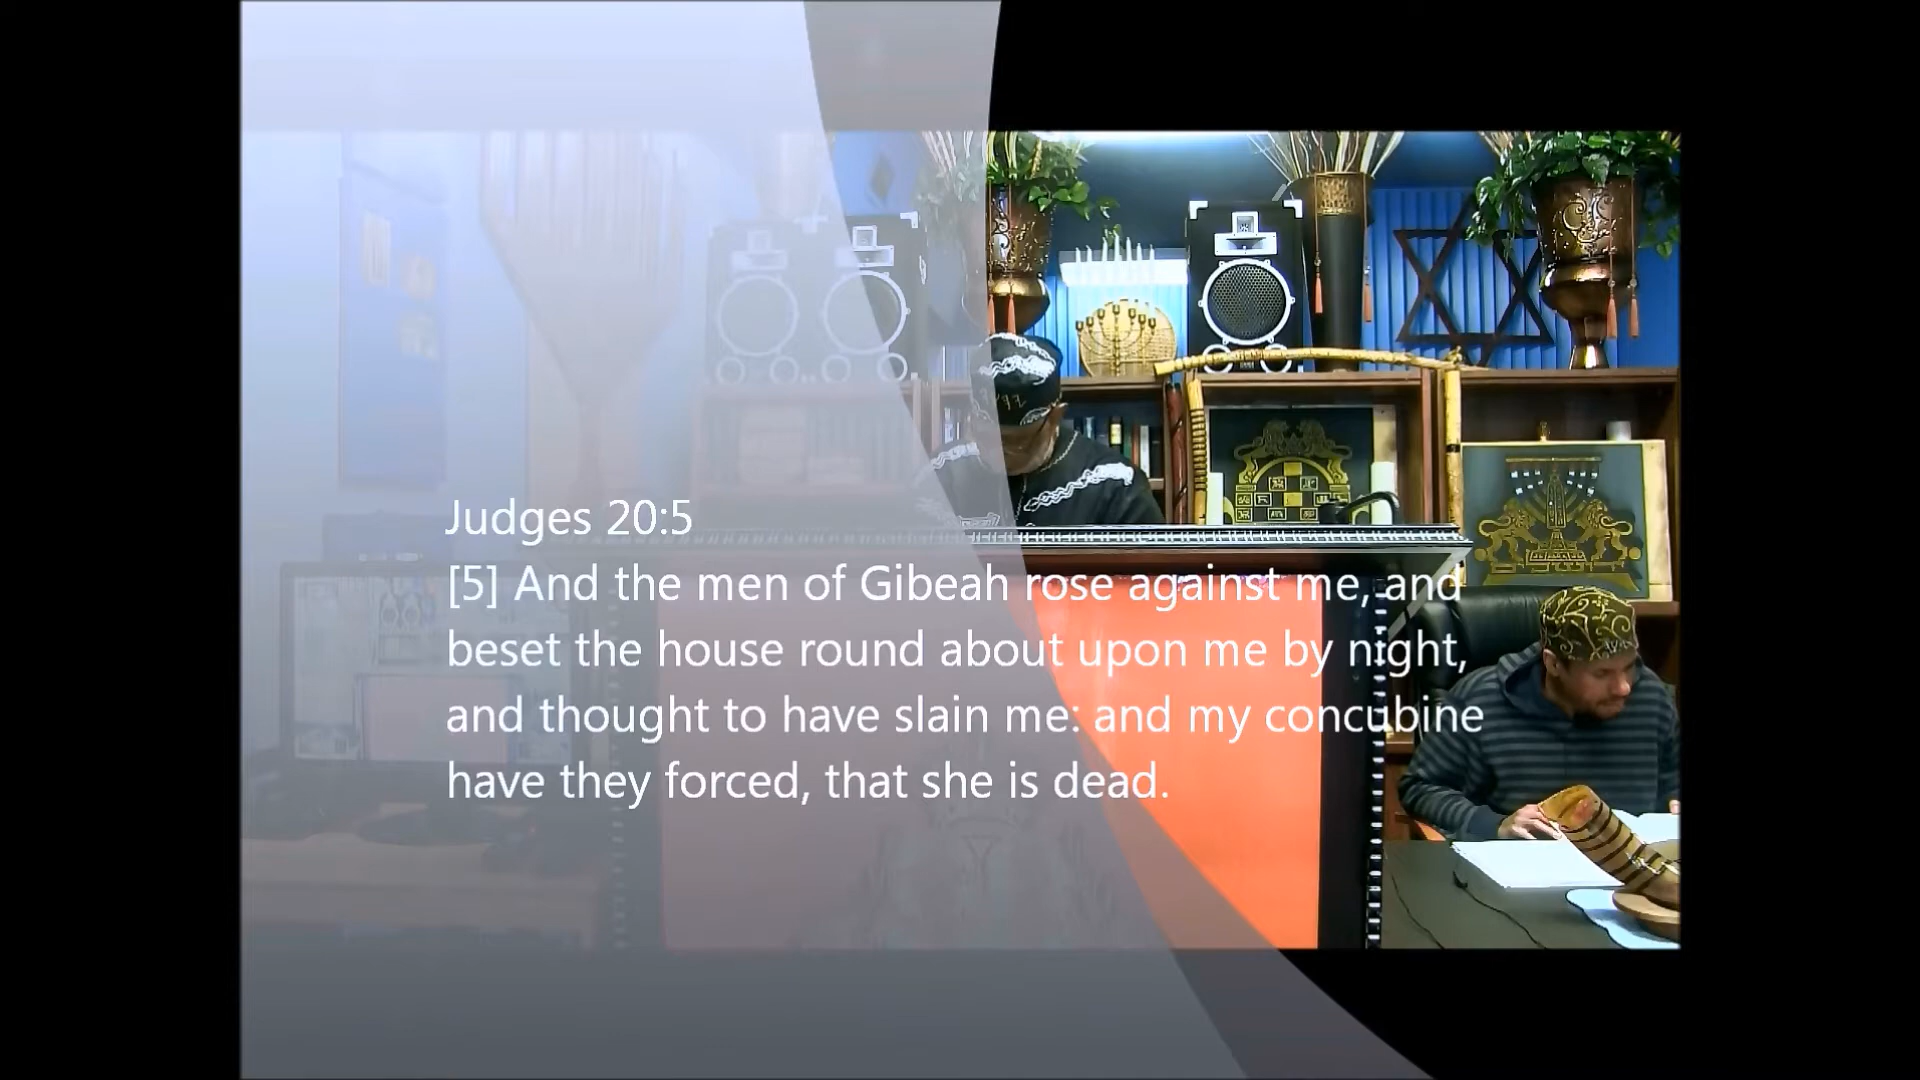 Judges 20:5
[5] And the men of Gibeah rose against me, and
beset the house round about upon me by night,
and thought to have slain me: and my concubine
have they forced, that she is dead.